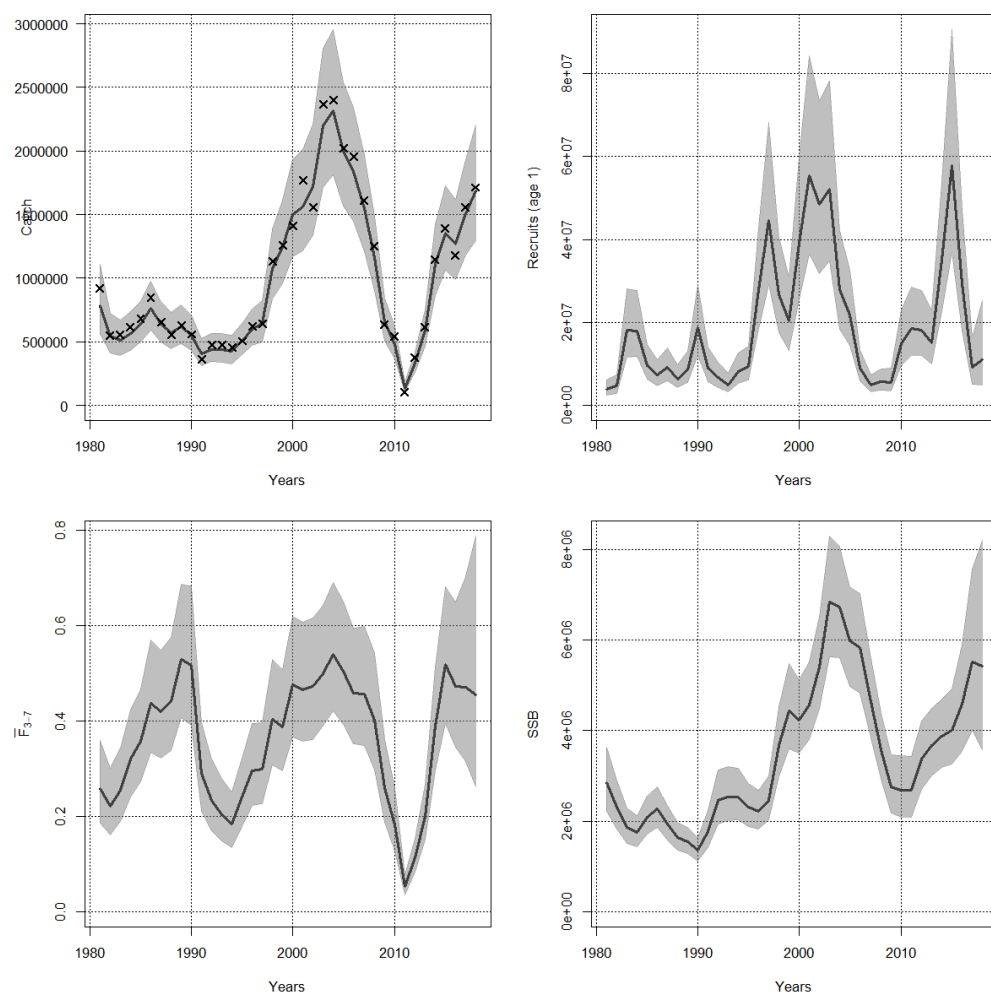 3000000
2500000
2000000
1500000
1000000
500000
0
Catch
1980 1990 2000 2010
Years
8e+07
6e+07
4e+07
2e+07
0e+00
Recruits (age 1)
1980 1990 2000 2010
Years
0.8
0.6
0.4
0.2
0.0
F̅3−7
1980 1990 2000 2010
Years
8e+06
6e+06
4e+06
2e+06
0e+00
SSB
1980 1990 2000 2010
Years